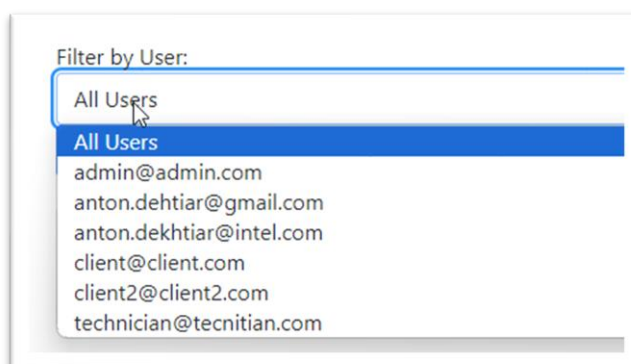 Filter by User:
All Users
All Users
admin@admin.com
anton.dehtiar@gmail.com
anton.dekhtiar@intel.com
client@client.com
client2@client2.com
technician@tecnitian.com